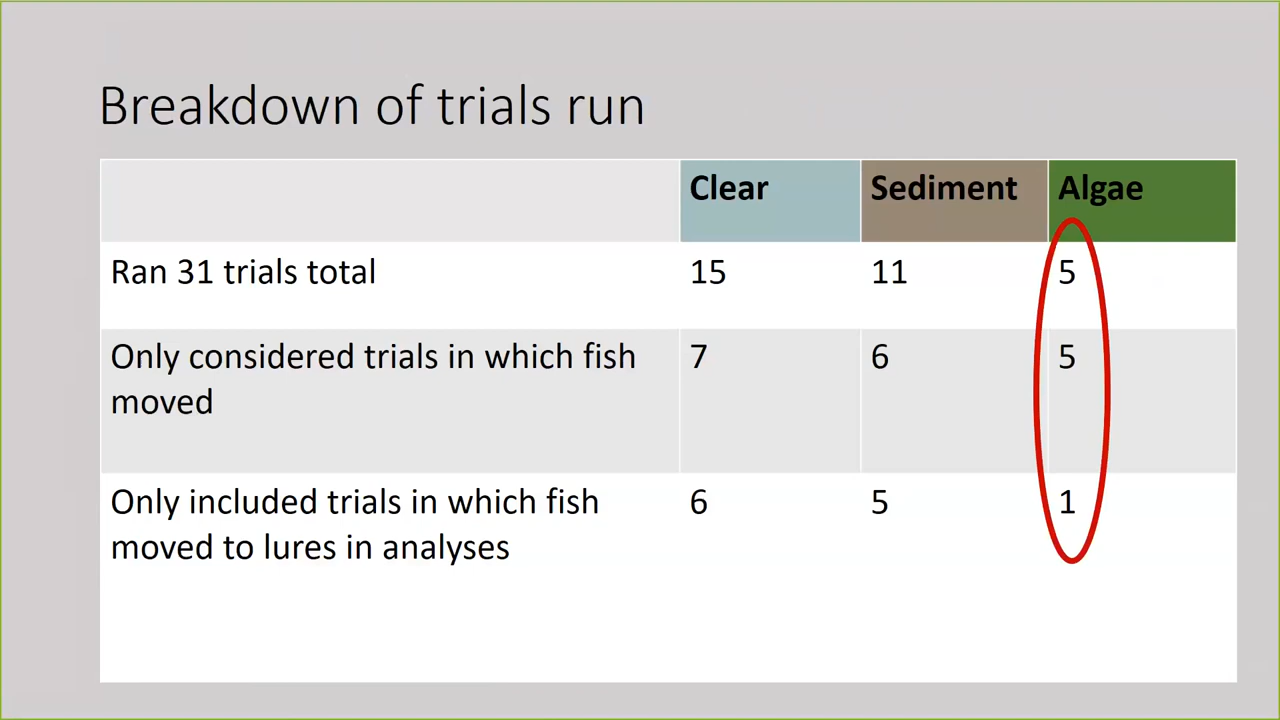 Breakdown of trials run
Clear Sediment Algae
Ran 31 trials total 15 11 5
Only considered trials in which fish 7 6 5
moved
Only included trials in which fish 6 5 1
moved to lures in analyses